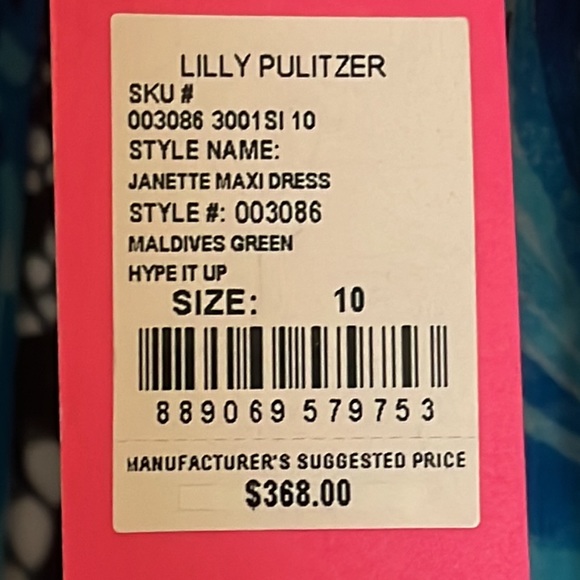 LILLY PULITZER
SKU #
003086 3001SI 10
STYLE NAME:
JANETTE MAXI DRESS
STYLE #: 003086
MALDIVES GREEN
HYPE IT UP
SIZE: 10
889069 579753
MANUFACTURER'S SUGGESTED PRICE
$368.00